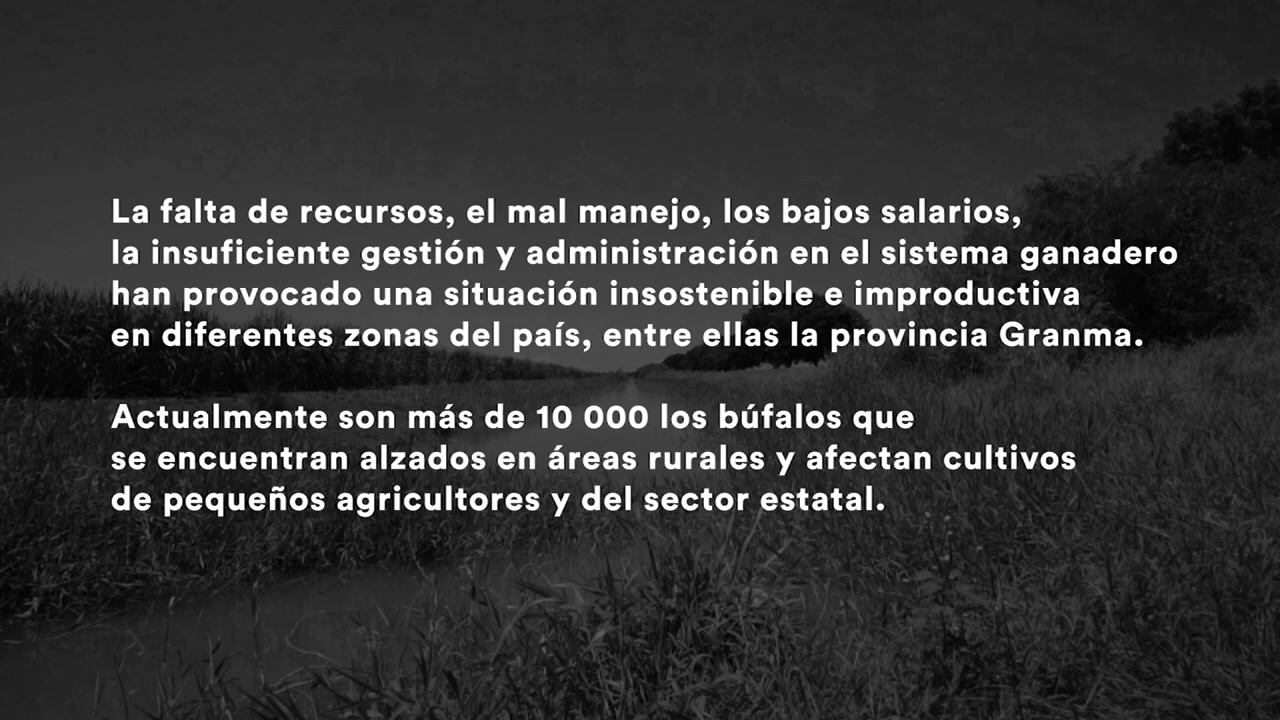 La falta de recursos, el mal manejo, los bajos salarios,
la insuficiente gestión y administración en el sistema ganadero
han provocado una situación insostenible e improductiva
en diferentes zonas del país, entre ellas la provincia Granma.
Actualmente son más de 10 000 los búfalos que
se encuentran alzados en áreas rurales y afectan cultivos
de pequeños agricultores y del sector estatal.